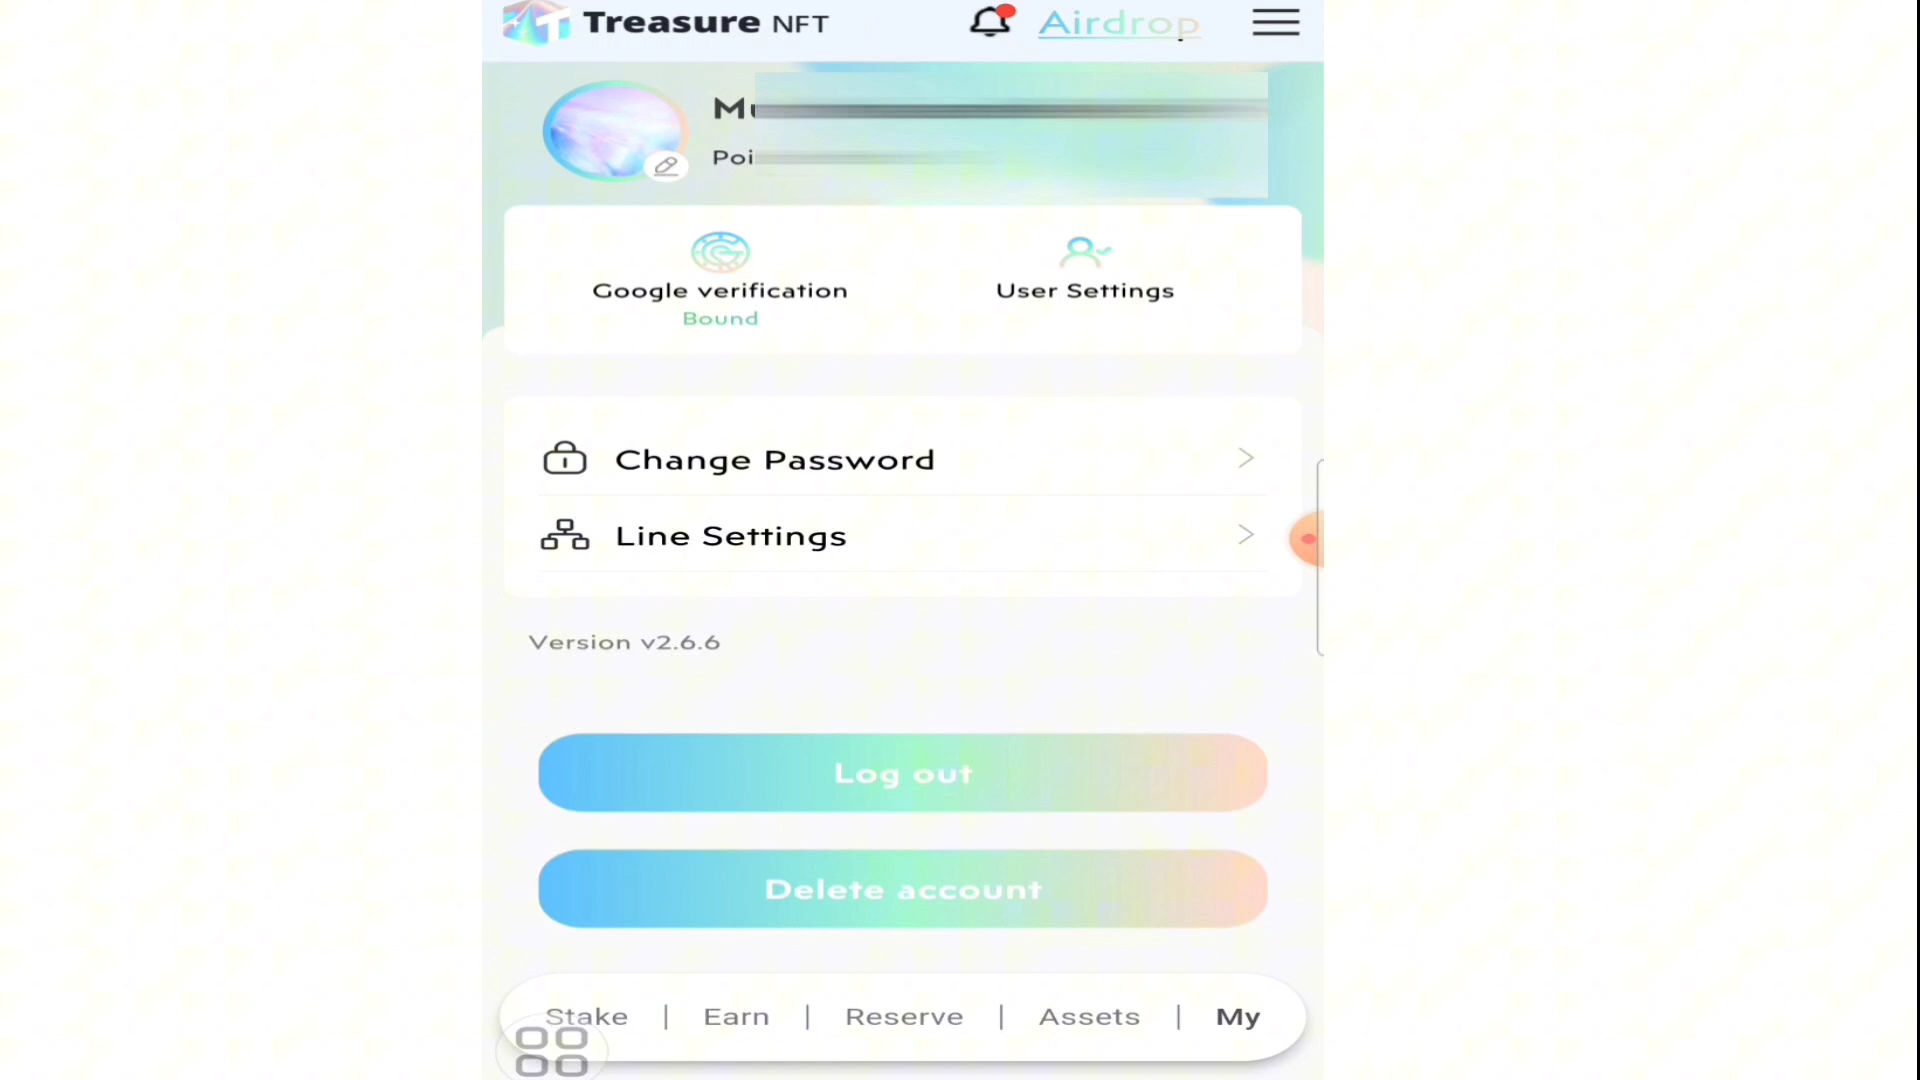 Treasure NFT
Airdrop
Google verification
Bound
User Settings
Change Password
Line Settings
Version v2.6.6
Log out
Delete account
Stake | Earn | Reserve | Assets | My